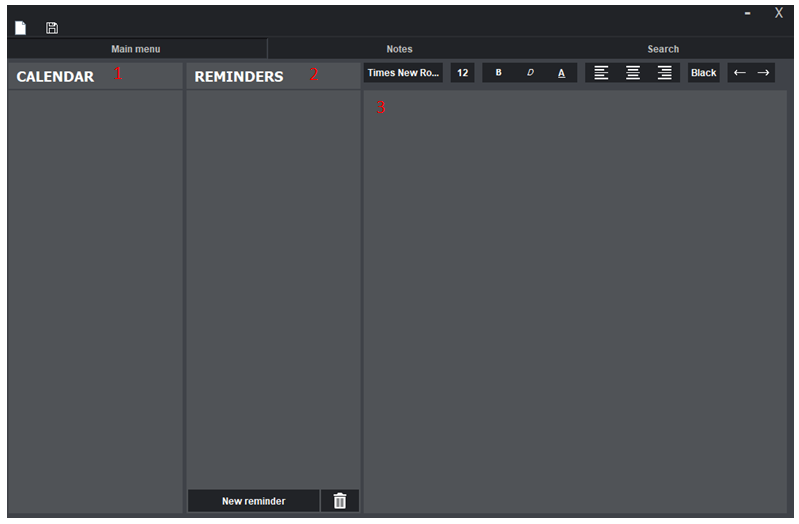 - X
Main menu Notes Search
CALENDAR 1 REMINDERS 2 Times New Ro... 12 B D A Black ← →
3
New reminder